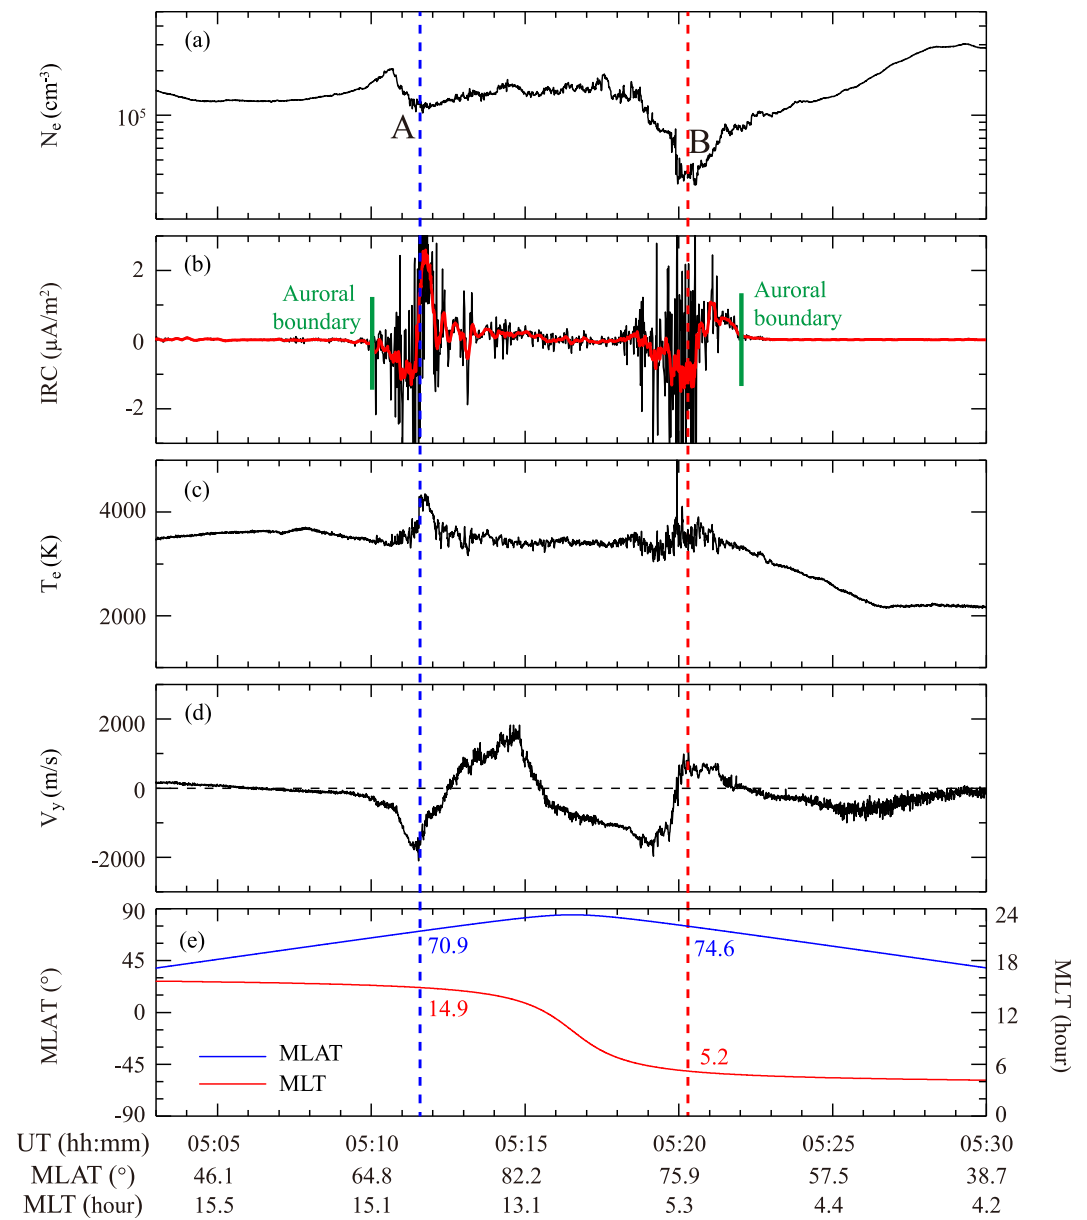 (a)
Nₑ (cm⁻³)
10⁵
A
B
(b)
IRC (μA/m²)
2
0
-2
Auroral
boundary
Auroral
boundary
(c)
Tₑ (K)
4000
2000
(d)
V_y (m/s)
2000
0
-2000
(e)
MLAT (°)
90
45
0
-45
-90
70.9
14.9
74.6
5.2
MLAT
MLT
24
18
12
6
0
MLT (hour)
UT (hh:mm) 05:05 05:10 05:15 05:20 05:25 05:30
MLAT (°) 46.1 64.8 82.2 75.9 57.5 38.7
MLT (hour) 15.5 15.1 13.1 5.3 4.4 4.2